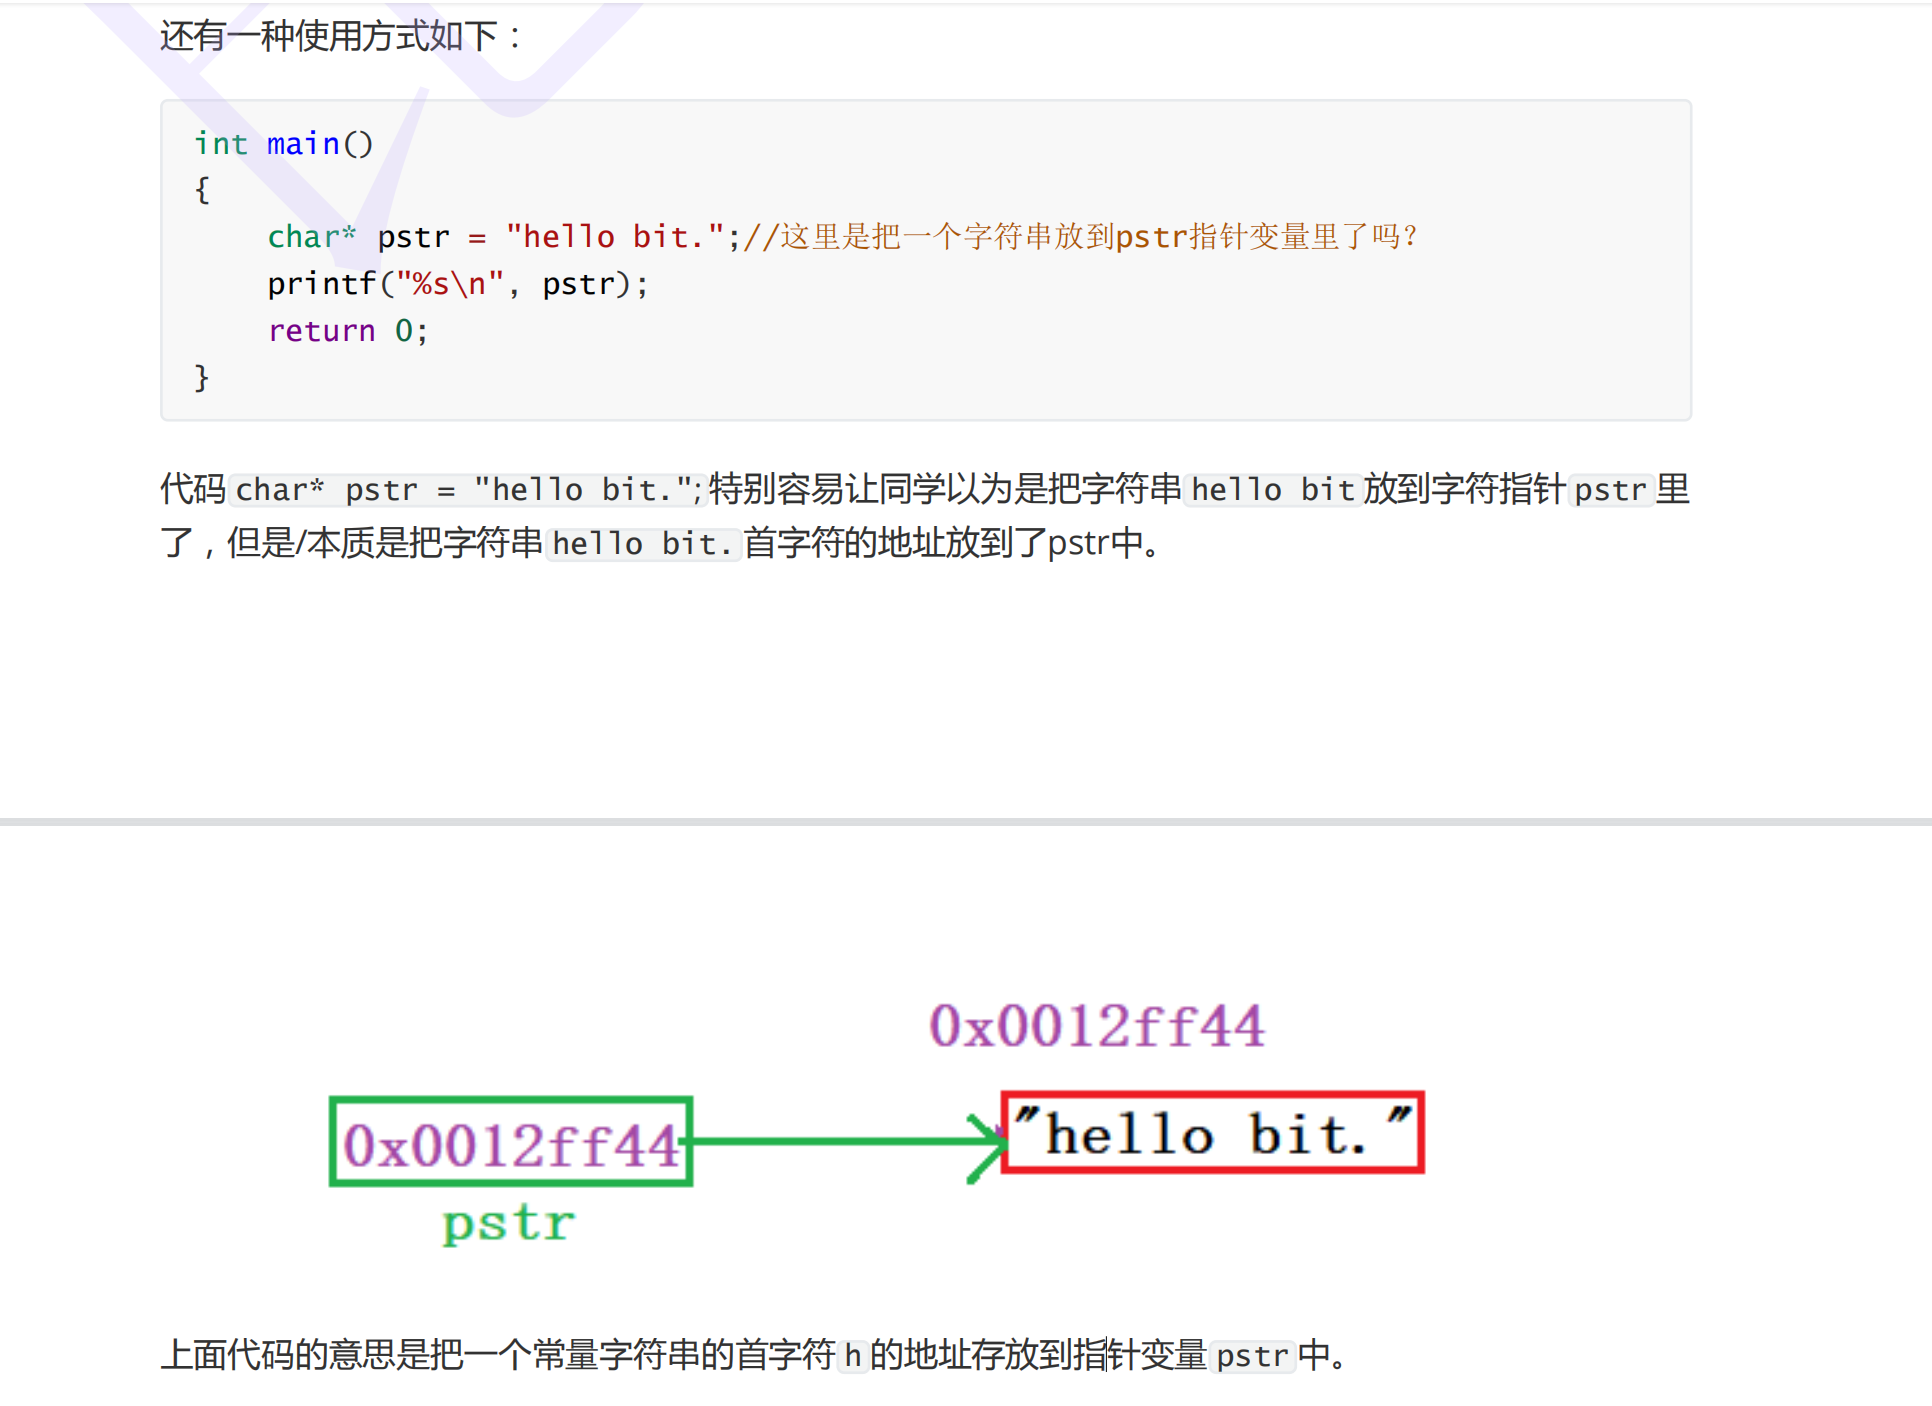 还有一种使用方式如下：
int main()
{
    char* pstr = "hello bit.";//这里是把一个字符串放到pstr指针变量里了吗?
    printf("%s\n", pstr);
    return 0;
}
代码char* pstr = "hello bit.";特别容易让同学以为是把字符串hello bit放到字符指针pstr里
了，但是/本质是把字符串hello bit.首字符的地址放到了pstr中。
0x0012ff44
0x0012ff44 "hello bit."
pstr
上面代码的意思是把一个常量字符串的首字符h的地址存放到指针变量pstr中。